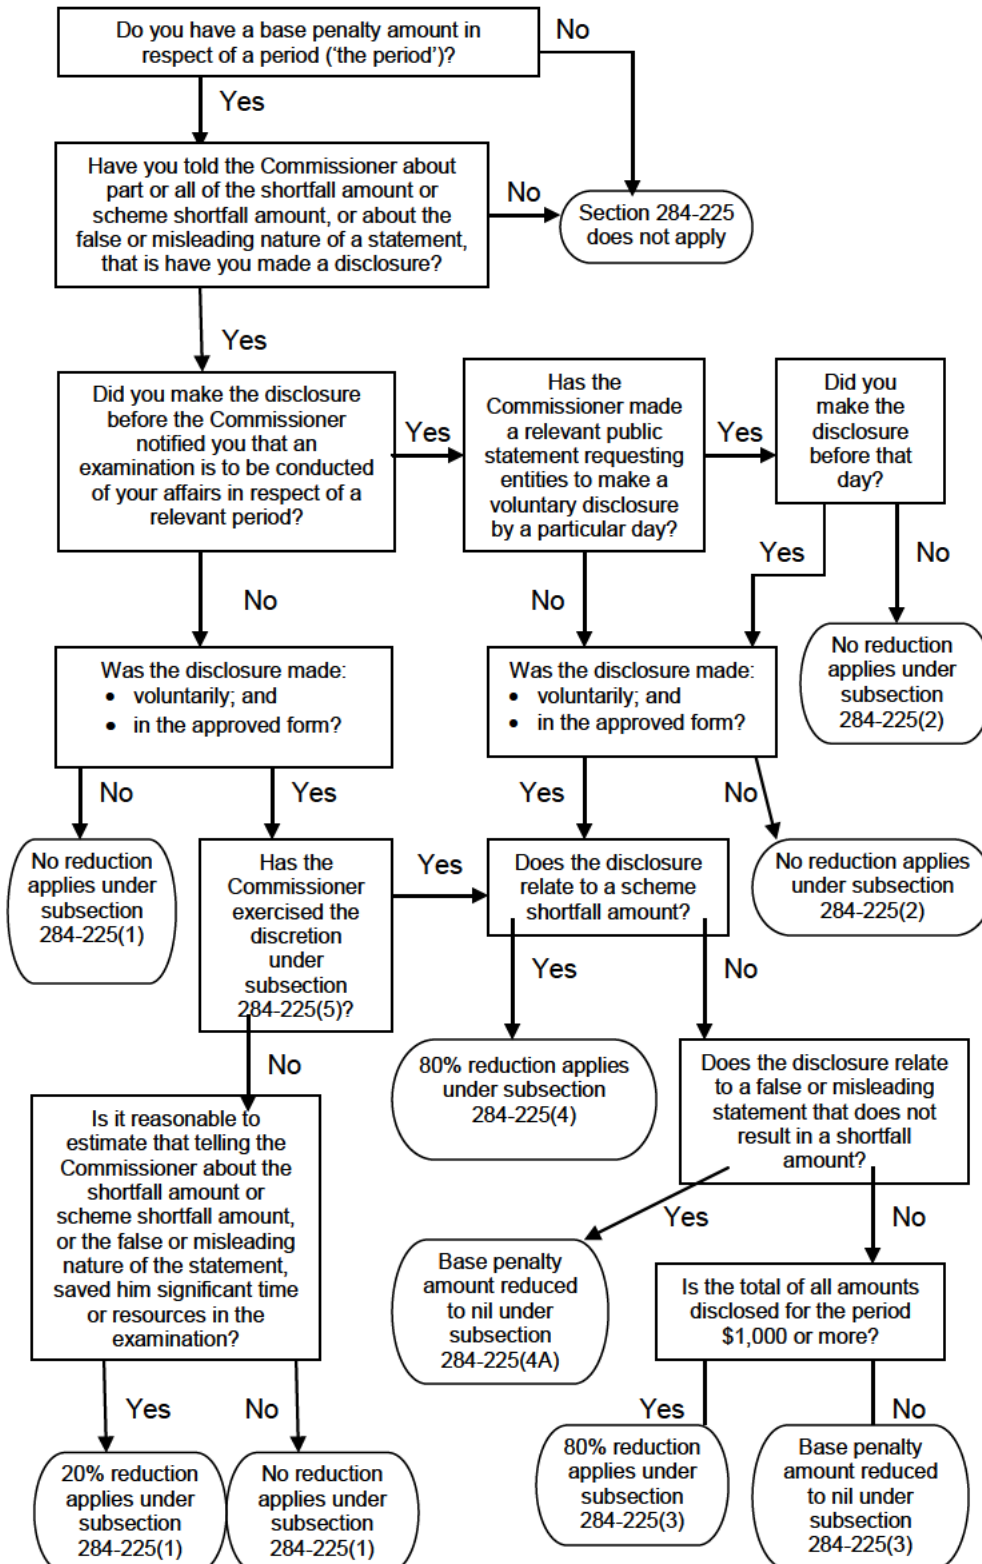 Do you have a base penalty amount in
respect of a period (‘the period’)?
No
Yes
Have you told the Commissioner about
part or all of the shortfall amount or
scheme shortfall amount, or about the
false or misleading nature of a statement,
that is have you made a disclosure?
No
Section 284-225
does not apply
Yes
Did you make the disclosure
before the Commissioner
notified you that an
examination is to be conducted
of your affairs in respect of a
relevant period?
Yes
Has the
Commissioner made
a relevant public
statement requesting
entities to make a
voluntary disclosure
by a particular day?
Yes
Did you
make the
disclosure
before that
day?
No
No
Yes
No
No reduction
applies under
subsection
284-225(2)
Was the disclosure made:
• voluntarily; and
• in the approved form?
Was the disclosure made:
• voluntarily; and
• in the approved form?
No
Yes
Yes
No
No reduction
applies under
subsection
284-225(1)
Has the
Commissioner
exercised the
discretion
under
subsection
284-225(5)?
Yes
Does the disclosure
relate to a scheme
shortfall amount?
No reduction applies
under subsection
284-225(2)
No
Yes
No
80% reduction applies
under subsection
284-225(4)
Does the disclosure relate
to a false or misleading
statement that does not
result in a shortfall
amount?
Is it reasonable to
estimate that telling the
Commissioner about the
shortfall amount or
scheme shortfall amount,
or the false or misleading
nature of the statement,
saved him significant time
or resources in the
examination?
Yes
No
Base penalty
amount reduced
to nil under
subsection
284-225(4A)
Is the total of all amounts
disclosed for the period
$1,000 or more?
Yes
No
Yes
No
20% reduction
applies under
subsection
284-225(1)
No reduction
applies under
subsection
284-225(1)
80% reduction
applies under
subsection
284-225(3)
Base penalty
amount reduced
to nil under
subsection
284-225(3)